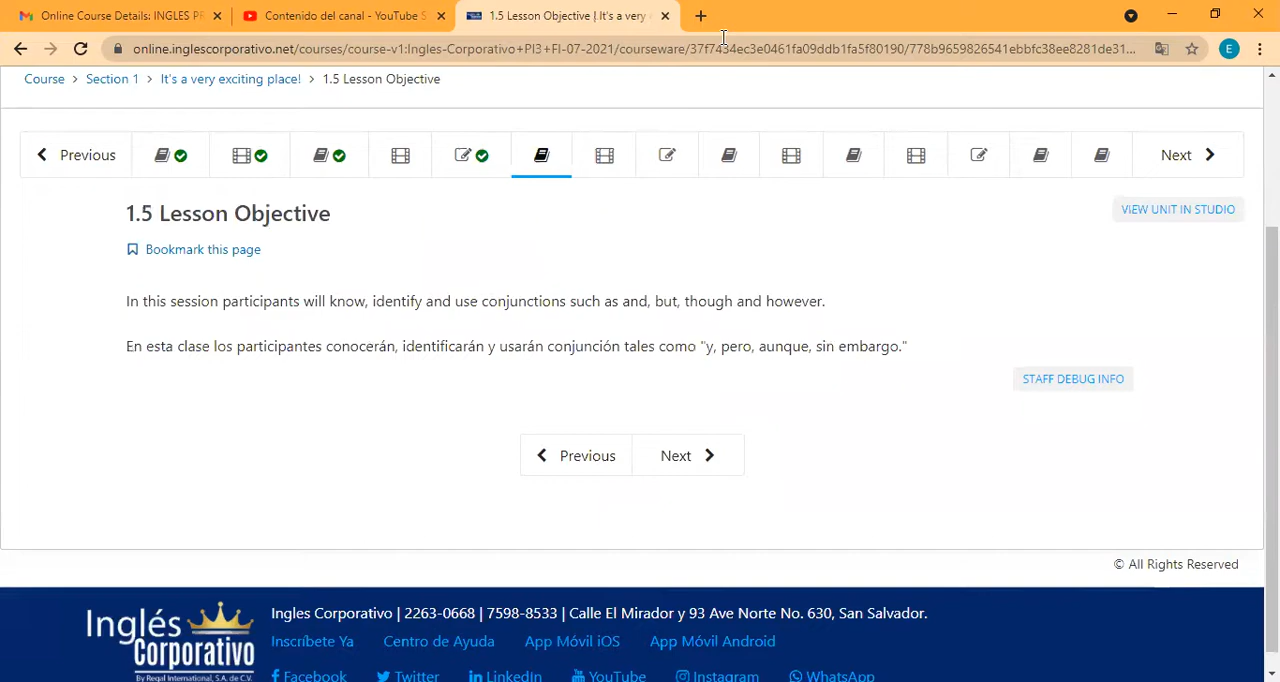 Online Course Details: INGLES PR
Contenido del canal - YouTube S
1.5 Lesson Objective | It's a very
online.inglescorporativo.net/courses/course-v1:Ingles-Corporativo+PI3+FI-07-2021/courseware/37f7434ec3e0461fa09ddb1fa5f80190/778b9659826541ebbfc38ee8281de31...
E
Course > Section 1 > It's a very exciting place! > 1.5 Lesson Objective
Previous
Next
1.5 Lesson Objective
VIEW UNIT IN STUDIO
Bookmark this page
In this session participants will know, identify and use conjunctions such as and, but, though and however.
En esta clase los participantes conocerán, identificarán y usarán conjunción tales como "y, pero, aunque, sin embargo."
STAFF DEBUG INFO
Previous
Next
© All Rights Reserved
Inglés Corporativo
By Regal International, S.A. de C.V.
Ingles Corporativo | 2263-0668 | 7598-8533 | Calle El Mirador y 93 Ave Norte No. 630, San Salvador.
Inscríbete Ya Centro de Ayuda App Móvil iOS App Móvil Android
Facebook Twitter LinkedIn YouTube Instagram WhatsApp